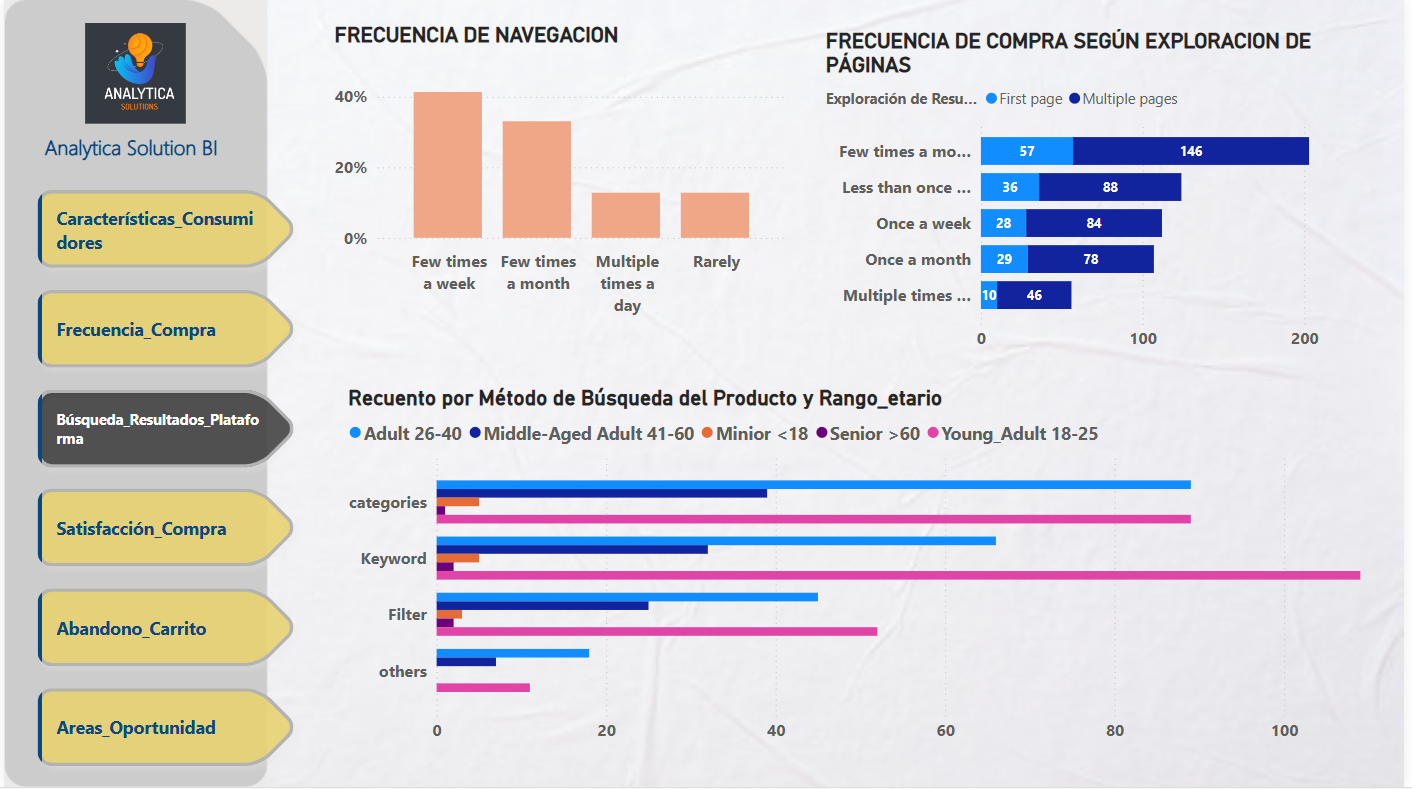 ANALYTICA
SOLUTIONS
Analytica Solution BI
Características_Consumi
dores
Frecuencia_Compra
Búsqueda_Resultados_Platafo
rma
Satisfacción_Compra
Abandono_Carrito
Areas_Oportunidad
FRECUENCIA DE NAVEGACION
40%
20%
0%
Few times
a week
Few times
a month
Multiple
times a
day
Rarely
FRECUENCIA DE COMPRA SEGÚN EXPLORACION DE
PÁGINAS
Exploración de Resu... First page Multiple pages
Few times a mo... 57 146
Less than once ... 36 88
Once a week 28 84
Once a month 29 78
Multiple times ... 10 46
0 100 200
Recuento por Método de Búsqueda del Producto y Rango_etario
Adult 26-40 Middle-Aged Adult 41-60 Minior <18 Senior >60 Young_Adult 18-25
categories
Keyword
Filter
others
0 20 40 60 80 100